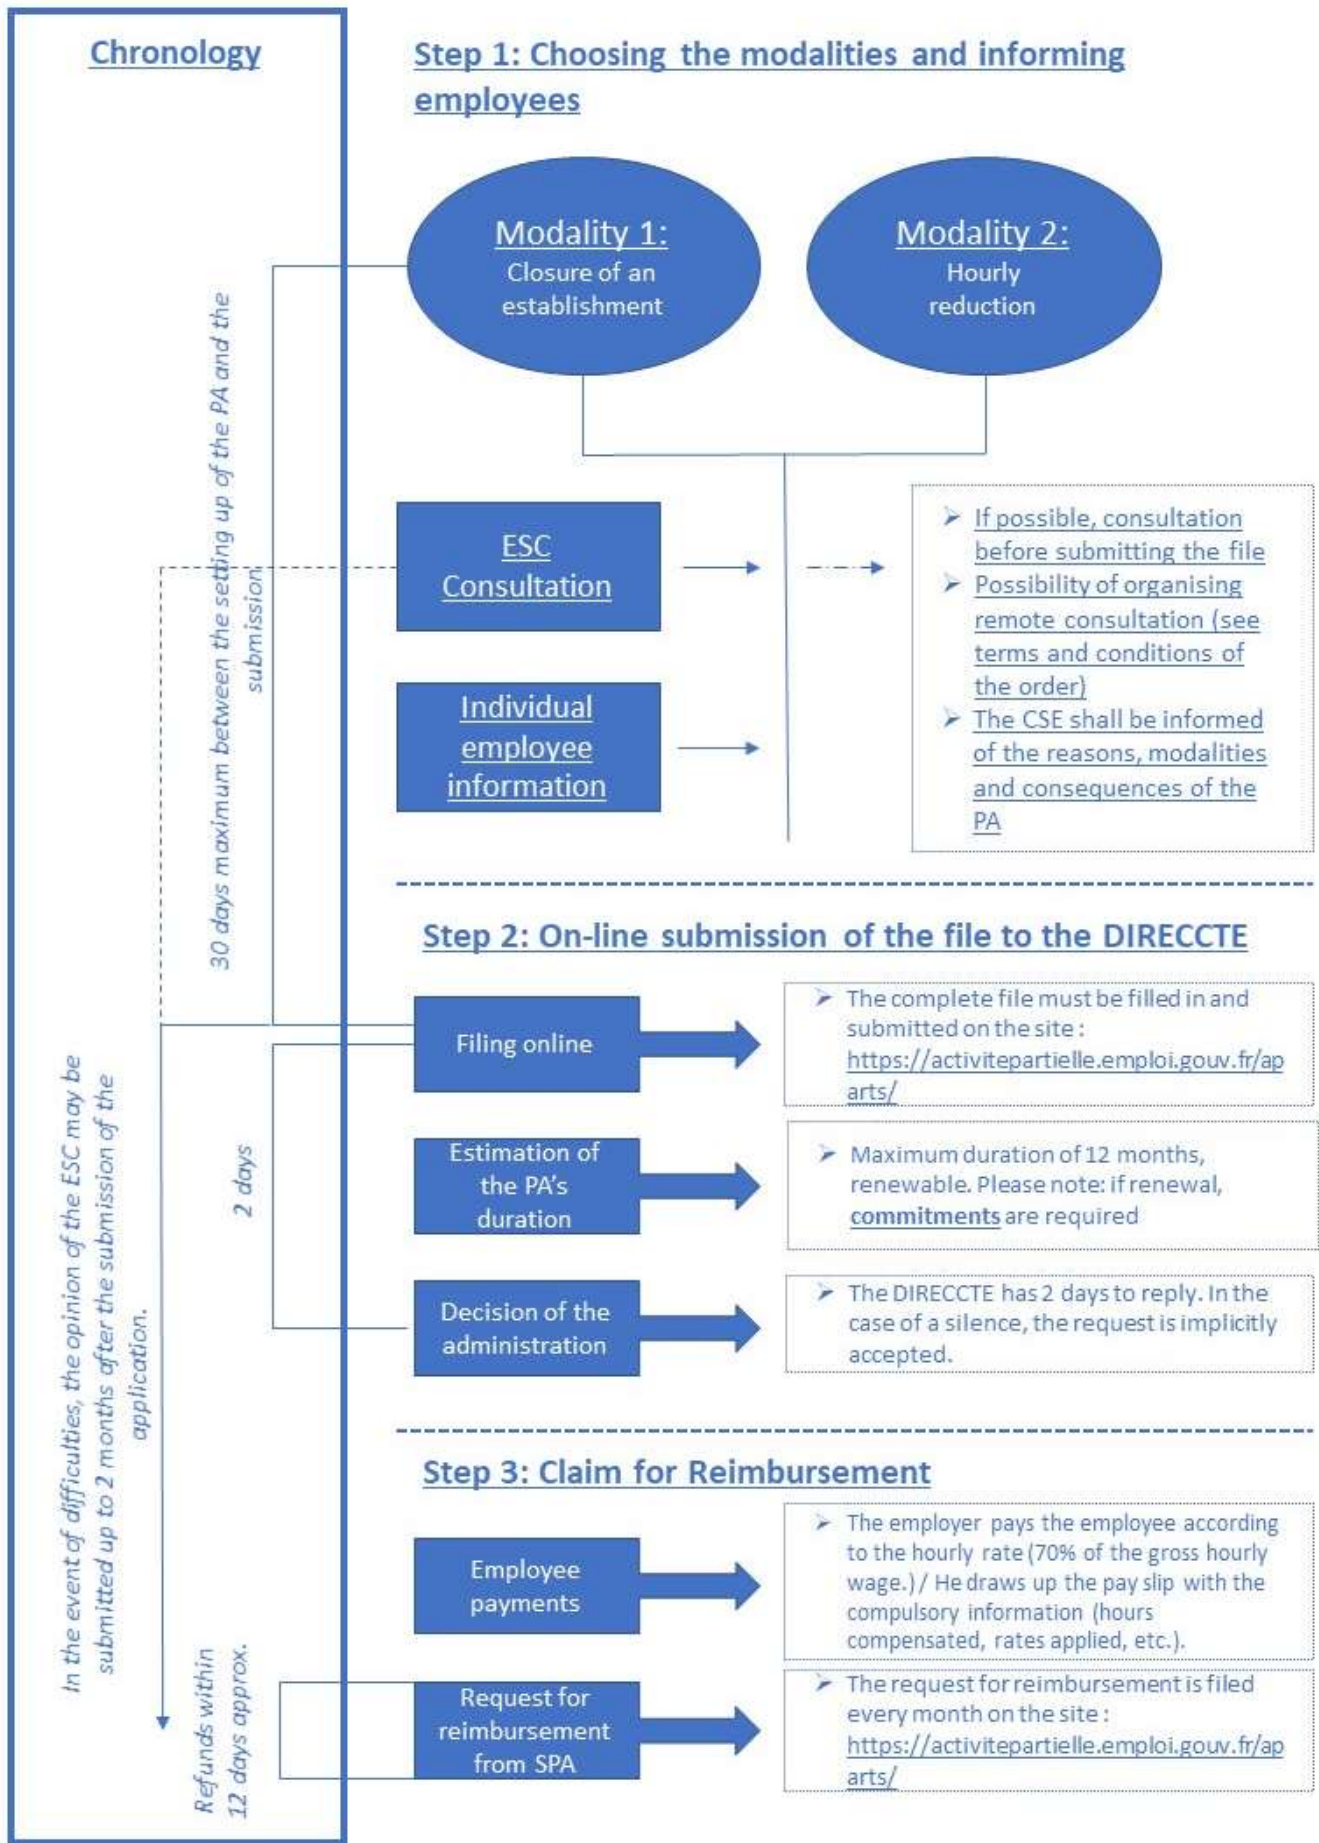 Chronology
Step 1: Choosing the modalities and informing
employees
Modality 1:
Closure of an
establishment
Modality 2:
Hourly
reduction
30 days maximum between the setting up of the PA and the
submission
ESC
Consultation
If possible, consultation
before submitting the file
Possibility of organising
remote consultation (see
terms and conditions of
the order)
The CSE shall be informed
of the reasons, modalities
and consequences of the
PA
Individual
employee
information
Step 2: On-line submission of the file to the DIRECCTE
In the event of difficulties, the opinion of the ESC may be
submitted up to 2 months after the submission of the
application.
2 days
Filing online
The complete file must be filled in and
submitted on the site :
https://activitepartielle.emploi.gouv.fr/ap
arts/
Estimation of
the PA's
duration
Maximum duration of 12 months,
renewable. Please note: if renewal,
commitments are required
Decision of the
administration
The DIRECCTE has 2 days to reply. In the
case of a silence, the request is implicitly
accepted.
Step 3: Claim for Reimbursement
Employee
payments
The employer pays the employee according
to the hourly rate (70% of the gross hourly
wage.) / He draws up the pay slip with the
compulsory information (hours
compensated, rates applied, etc.).
Refunds within
12 days approx.
Request for
reimbursement
from SPA
The request for reimbursement is filed
every month on the site :
https://activitepartielle.emploi.gouv.fr/ap
arts/